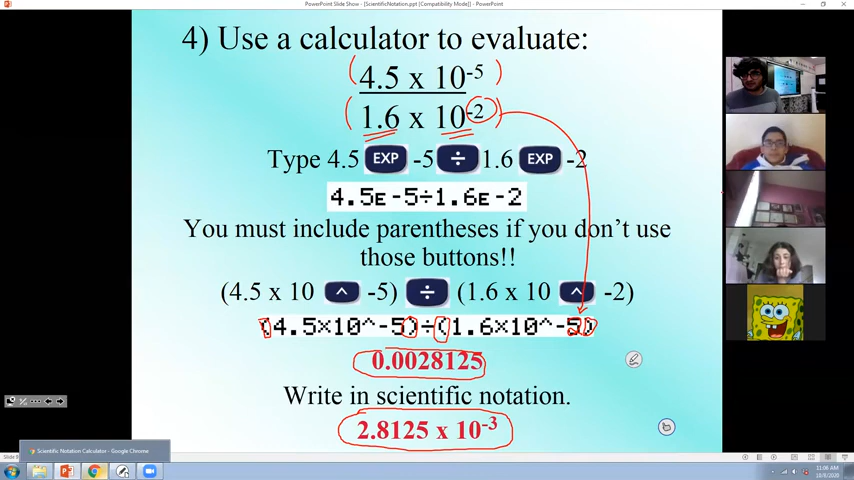 PowerPoint Slide Show - [ScientificNotation.ppt [Compatibility Mode]] - PowerPoint
4) Use a calculator to evaluate:
(4.5 x 10-5)
(1.6 x 10-2)
Type 4.5 EXP -5 ÷ 1.6 EXP -2
4.5E-5÷1.6E-2
You must include parentheses if you don't use
those buttons!!
(4.5 x 10 ^ -5) ÷ (1.6 x 10 ^ -2)
(4.5×10^-5)÷(1.6×10^-5)
0.0028125
Write in scientific notation.
2.8125 x 10-3
Scientific Notation Calculator - Google Chrome
11:06 AM
10/8/2020